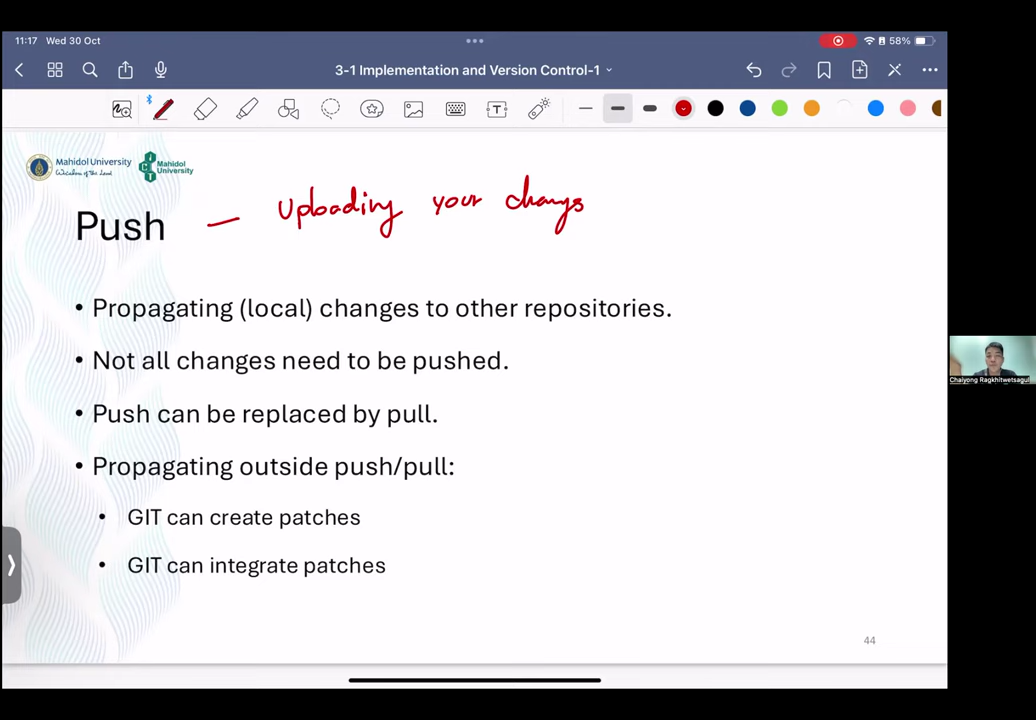 11:17 Wed 30 Oct
58%
3-1 Implementation and Version Control-1
Mahidol University
Wisdom of the Land
ICT
Mahidol University
Push – Uploading your changs
• Propagating (local) changes to other repositories.
• Not all changes need to be pushed.
• Push can be replaced by pull.
• Propagating outside push/pull:
• GIT can create patches
• GIT can integrate patches
44
Chaiyong Ragkhitwetsagul